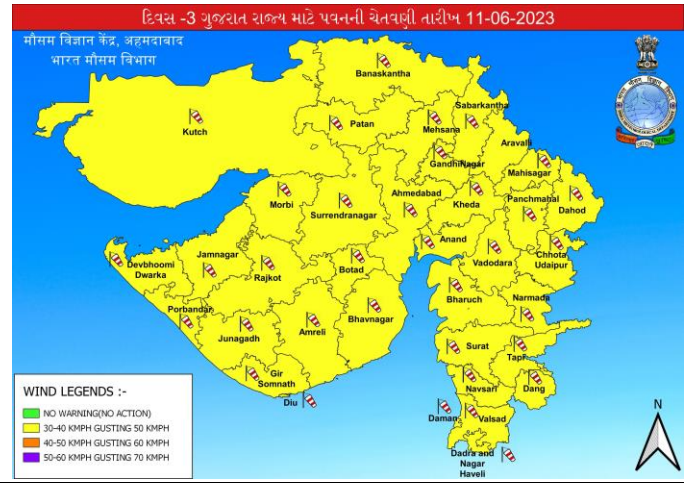 દિવસ -3 ગુજરાત રાજ્ય માટે પવનની ચેતવણી તારીખ 11-06-2023
मौसम विज्ञान केंद्र, अहमदाबाद
भारत मौसम विभाग
Banaskantha
Kutch
Patan
Mehsana
Sabarkantha
Aravalli
GandhiNagar
Mahisagar
Morbi
Surrendranagar
Ahmedabad
Kheda
Panchmahal
Dahod
Devbhoomi
Dwarka
Jamnagar
Rajkot
Botad
Anand
Vadodara
Chhota
Udaipur
Porbandar
Junagadh
Amreli
Bhavnagar
Bharuch
Narmada
Gir
Somnath
Diu
Surat
Tapi
Navsari
Dang
Daman
Valsad
Dadra and
Nagar
Haveli
WIND LEGENDS :-
NO WARNING(NO ACTION)
30-40 KMPH GUSTING 50 KMPH
40-50 KMPH GUSTING 60 KMPH
50-60 KMPH GUSTING 70 KMPH
N